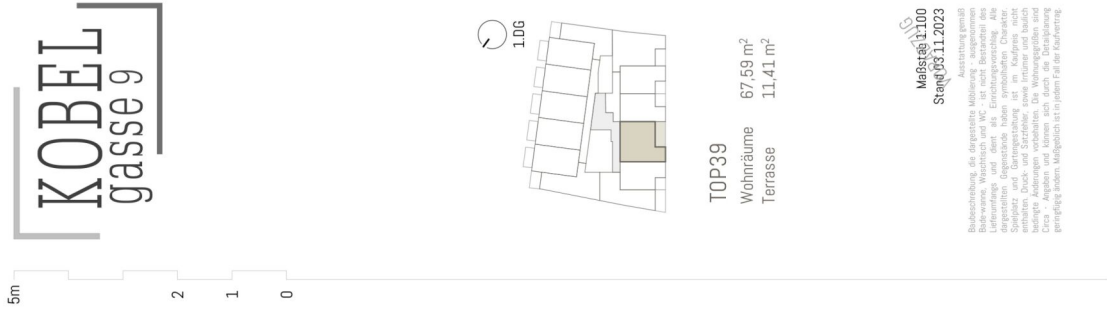 KOBEL
gasse 9
1.DG
TOP39
Wohnräume 67,59 m²
Terrasse 11,41 m²
Maßstab 1:100
Stand 03.11.2023
Ausstattung gemäß
Baubeschreibung, die dargestellte Möblierung - ausgenommen
Badewanne, Waschtisch und WC - ist nicht Bestandteil des
Lieferumfangs und dient als Einrichtungsvorschlag. Alle
dargestellten Gegenstände haben symbolhaften Charakter.
Spielplatz und Gartengestaltung ist im Kaufpreis nicht
enthalten. Druck- und Satzfehler, sowie Irrtümer und baulich
bedingte Änderungen vorbehalten. Die Wohnungsgrößen sind
Circa - Angaben und können sich durch die Detailplanung
geringfügig ändern. Maßgeblich ist in jedem Fall der Kaufvertrag.
5m
2
1
0